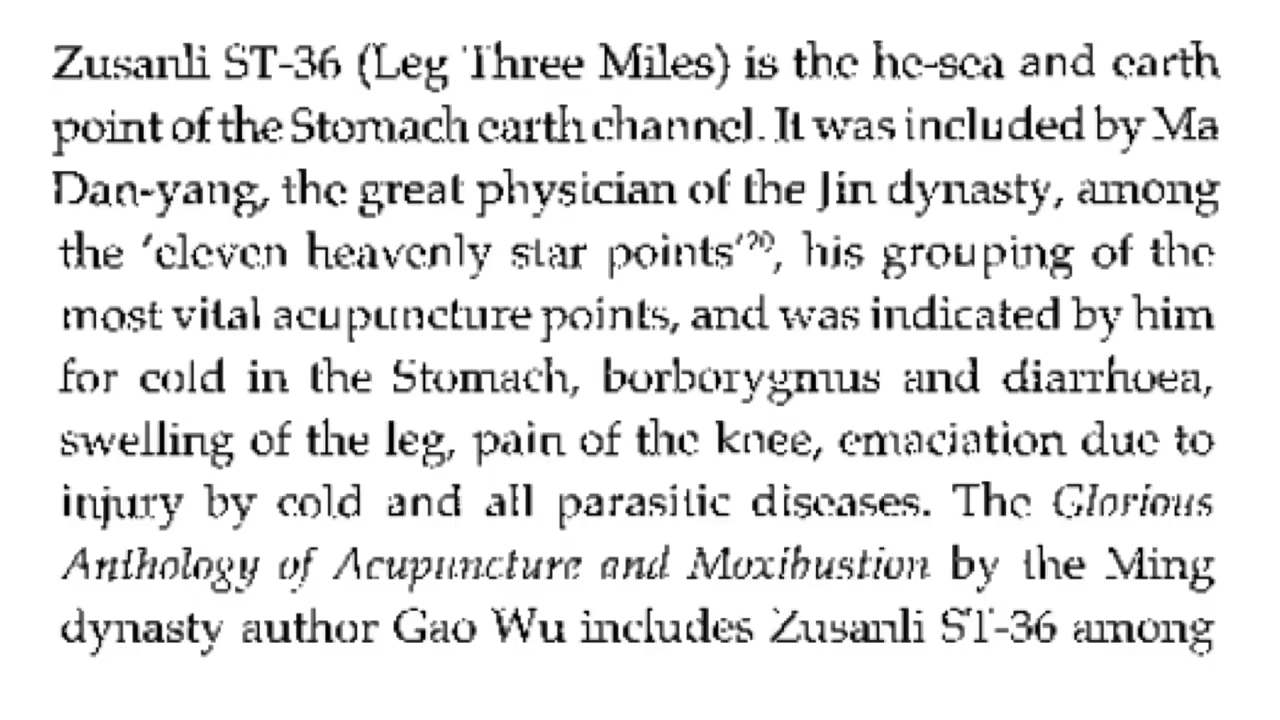 Zusanli ST-36 (Leg Three Miles) is the he-sea and earth
point of the Stomach earth channel. It was included by Ma
Dan-yang, the great physician of the Jin dynasty, among
the 'eleven heavenly star points'²⁰, his grouping of the
most vital acupuncture points, and was indicated by him
for cold in the Stomach, borborygmus and diarrhoea,
swelling of the leg, pain of the knee, emaciation due to
injury by cold and all parasitic diseases. The Glorious
Anthology of Acupuncture and Moxibustion by the Ming
dynasty author Gao Wu includes Zusanli ST-36 among